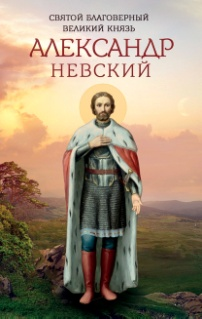 СВЯТОЙ БЛАГОВЕРНЫЙ
ВЕЛИКИЙ КНЯЗЬ
АЛЕКСАНДР
НЕВСКИЙ